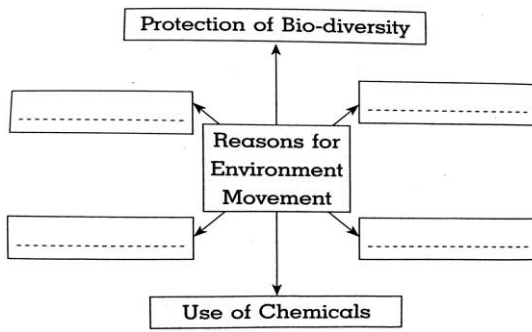 Protection of Bio-diversity
Reasons for
Environment
Movement
Use of Chemicals